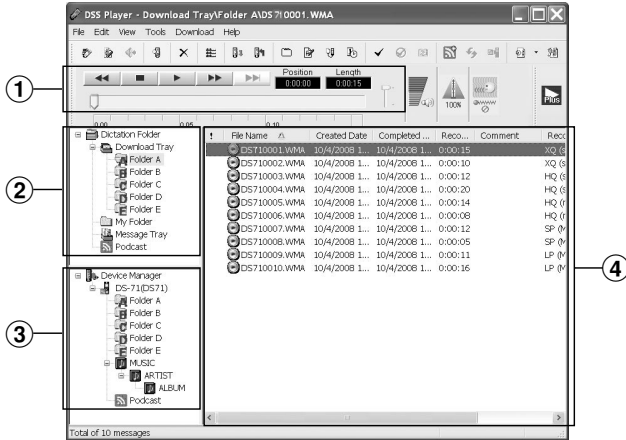 DSS Player - Download Tray\Folder A\DS710001.WMA
File Edit View Tools Download Help
Position Length
0:00:00 0:00:15
100%
Plus
0.00 0.05 0.10
1
2
3
4
Dictation Folder
Download Tray
A Folder A
B Folder B
C Folder C
D Folder D
E Folder E
My Folder
Message Tray
Podcast
Device Manager
DS-71(DS71)
A Folder A
B Folder B
C Folder C
D Folder D
E Folder E
MUSIC
ARTIST
ALBUM
Podcast
! File Name Created Date Completed ... Reco... Comment Reco
DS710001.WMA 10/4/2008 1... 10/4/2008 1... 0:00:15 XQ (s
DS710002.WMA 10/4/2008 1... 10/4/2008 1... 0:00:10 XQ (s
DS710003.WMA 10/4/2008 1... 10/4/2008 1... 0:00:12 HQ (s
DS710004.WMA 10/4/2008 1... 10/4/2008 1... 0:00:20 HQ (s
DS710005.WMA 10/4/2008 1... 10/4/2008 1... 0:00:14 HQ (r
DS710006.WMA 10/4/2008 1... 10/4/2008 1... 0:00:08 HQ (r
DS710007.WMA 10/4/2008 1... 10/4/2008 1... 0:00:12 SP (M
DS710008.WMA 10/4/2008 1... 10/4/2008 1... 0:00:05 SP (M
DS710009.WMA 10/4/2008 1... 10/4/2008 1... 0:00:11 LP (M
DS710010.WMA 10/4/2008 1... 10/4/2008 1... 0:00:16 LP (M
Total of 10 messages